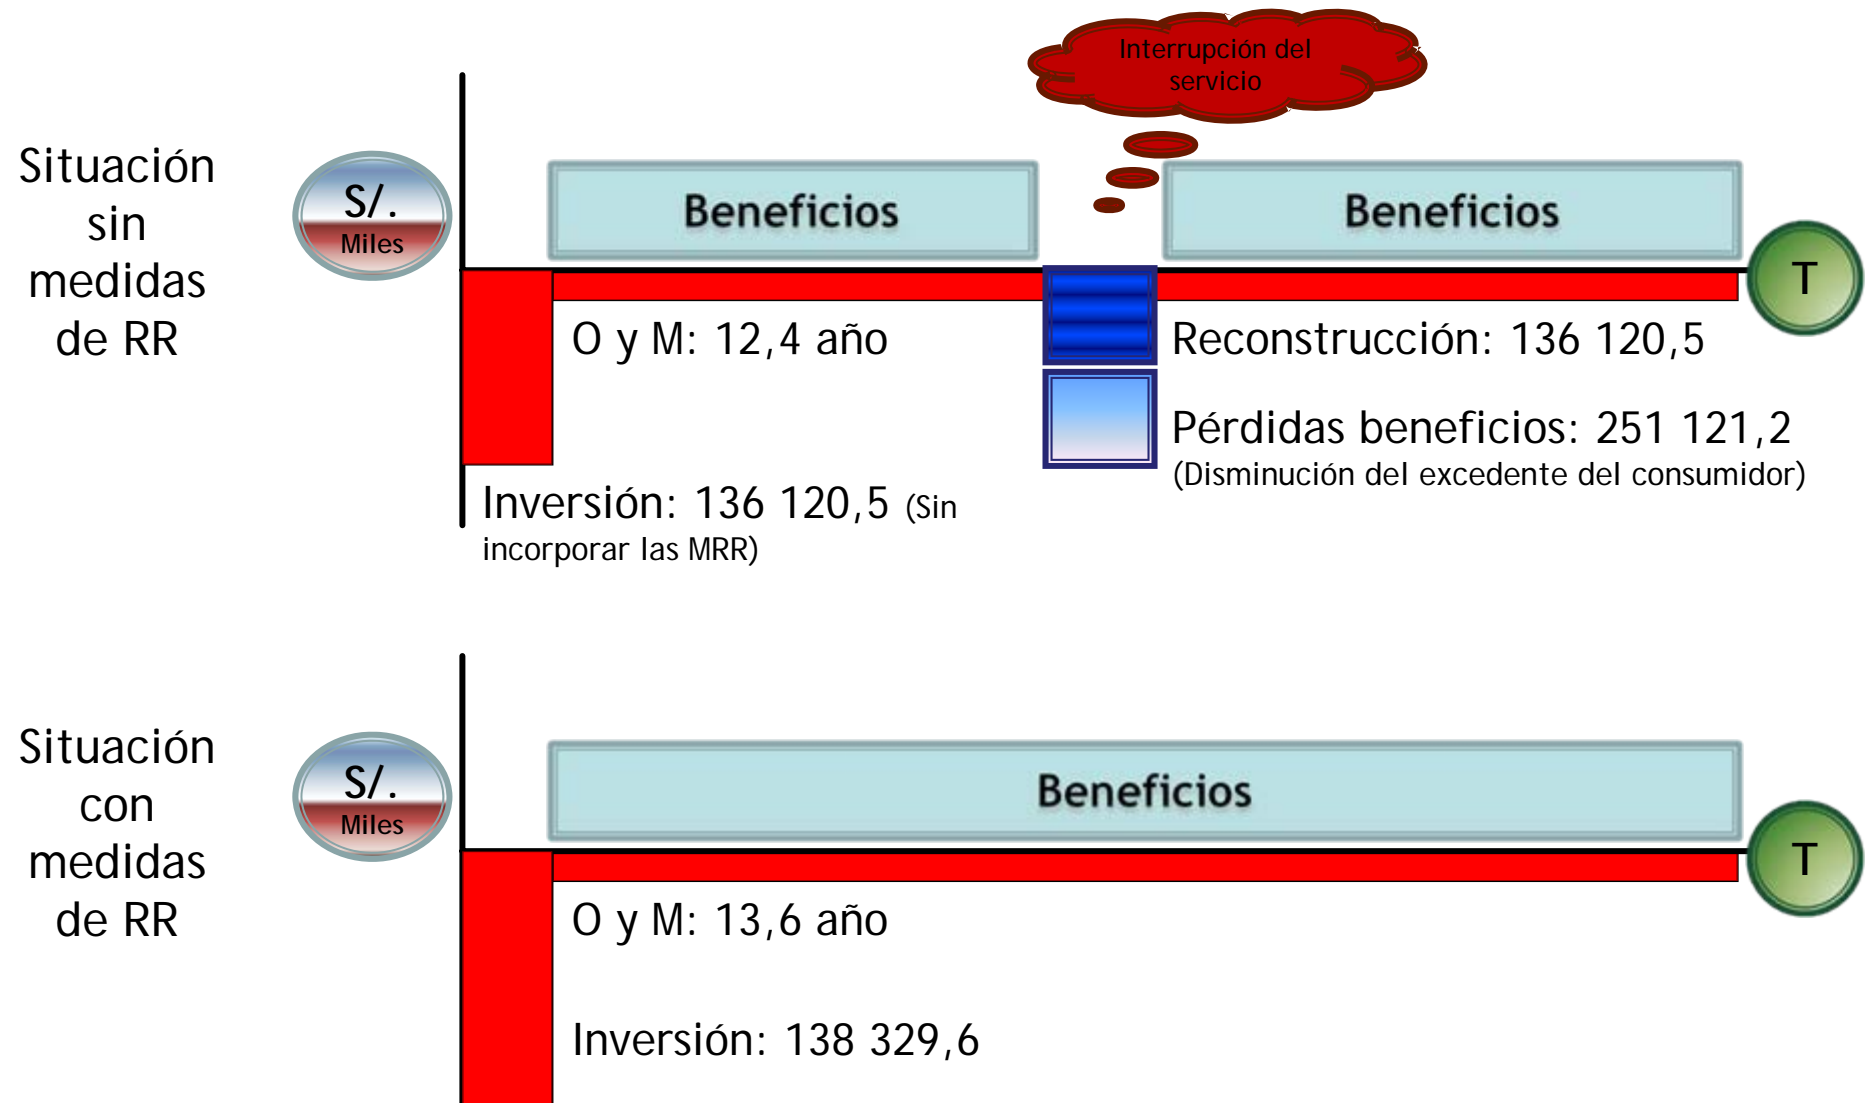 Interrupción del
servicio
Situación
sin
medidas
de RR
S/.
Miles
Beneficios
Beneficios
T
O y M: 12,4 año
Reconstrucción: 136 120,5
Pérdidas beneficios: 251 121,2
(Disminución del excedente del consumidor)
Inversión: 136 120,5 (Sin
incorporar las MRR)
Situación
con
medidas
de RR
S/.
Miles
Beneficios
T
O y M: 13,6 año
Inversión: 138 329,6